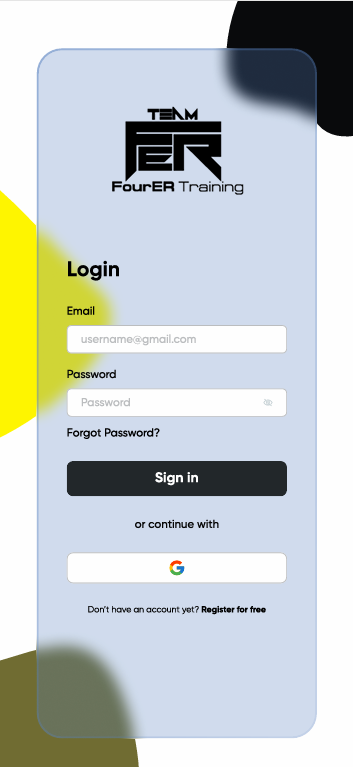 TEAM
FER
FourER Training
Login
Email
username@gmail.com
Password
Password
Forgot Password?
Sign in
or continue with
G
Don't have an account yet? Register for free